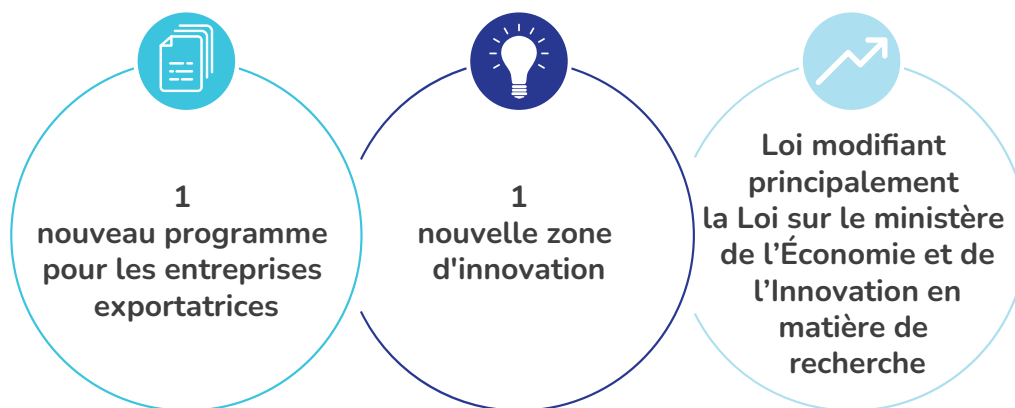 1
nouveau programme
pour les entreprises
exportatrices
1
nouvelle zone
d'innovation
Loi modifiant
principalement
la Loi sur le ministère
de l’Économie et de
l’Innovation en
matière de
recherche